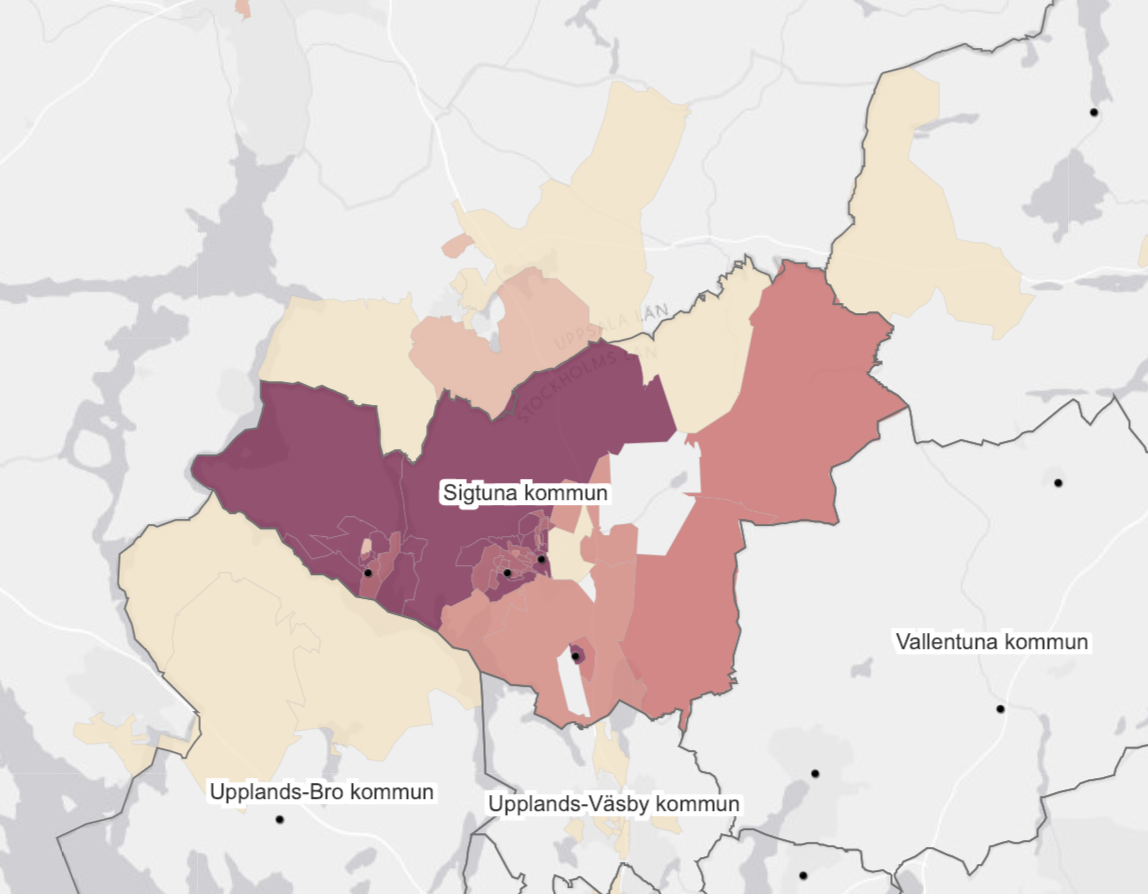 UPPSALA LÄN
STOCKHOLMS LÄN
Sigtuna kommun
Vallentuna kommun
Upplands-Bro kommun
Upplands-Väsby kommun